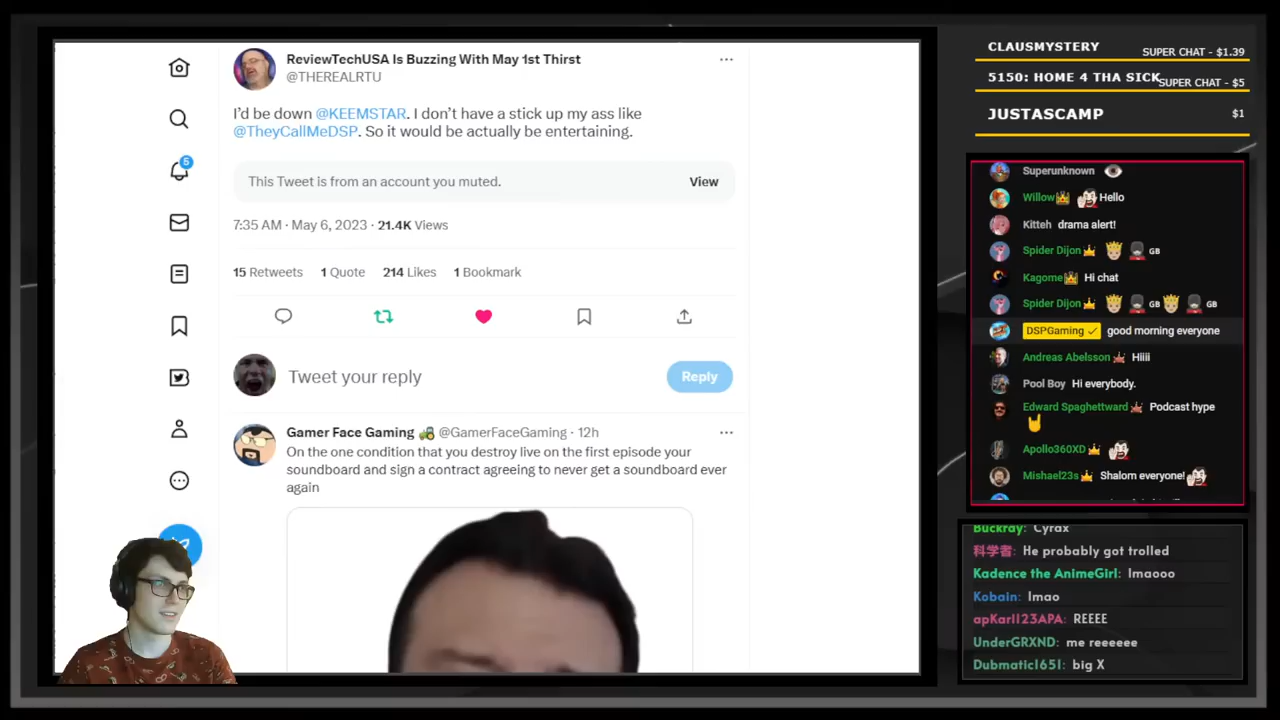 ReviewTechUSA Is Buzzing With May 1st Thirst
@THEREALRTU
I'd be down @KEEMSTAR. I don't have a stick up my ass like
@TheyCallMeDSP. So it would be actually be entertaining.
This Tweet is from an account you muted.
View
7:35 AM · May 6, 2023 · 21.4K Views
15 Retweets 1 Quote 214 Likes 1 Bookmark
5
Tweet your reply
Reply
Gamer Face Gaming @GamerFaceGaming · 12h
On the one condition that you destroy live on the first episode your
soundboard and sign a contract agreeing to never get a soundboard ever
again
CLAUSMYSTERY
SUPER CHAT - $1.39
5150: HOME 4 THA SICK
SUPER CHAT - $5
JUSTASCAMP
$1
Superunknown
Willow Hello
Kitteh drama alert!
Spider Dijon GB
Kagome Hi chat
Spider Dijon GB GB
DSPGaming good morning everyone
Andreas Abelsson Hiiii
Pool Boy Hi everybody.
Edward Spaghettward Podcast hype
Apollo360XD
Mishael23s Shalom everyone!
Buckray: Cyrax
科学者: He probably got trolled
Kadence the AnimeGirl: lmaooo
Kobain: lmao
apKarl123APA: REEEE
UnderGRXND: me reeeeee
Dubmatic1651: big X